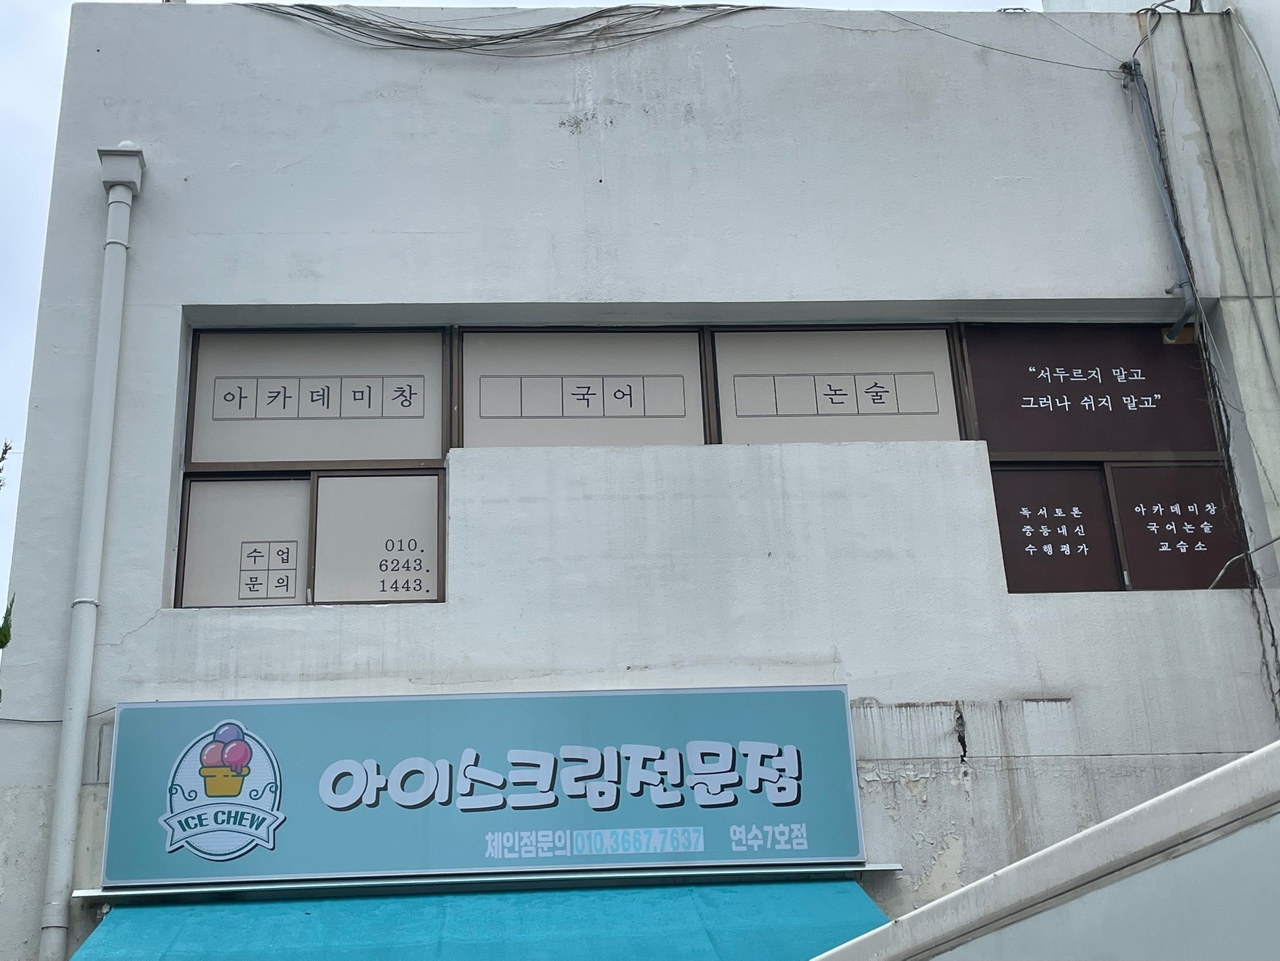 아카데미창
국어
논술
“서두르지 말고
그러나 쉬지 말고”
수업
문의
010.
6243.
1443.
독서토론
중등내신
수행평가
아카데미창
국어논술
교습소
ICE CHEW
아이스크림전문점
체인점문의 010.3667.7637 연수7호점